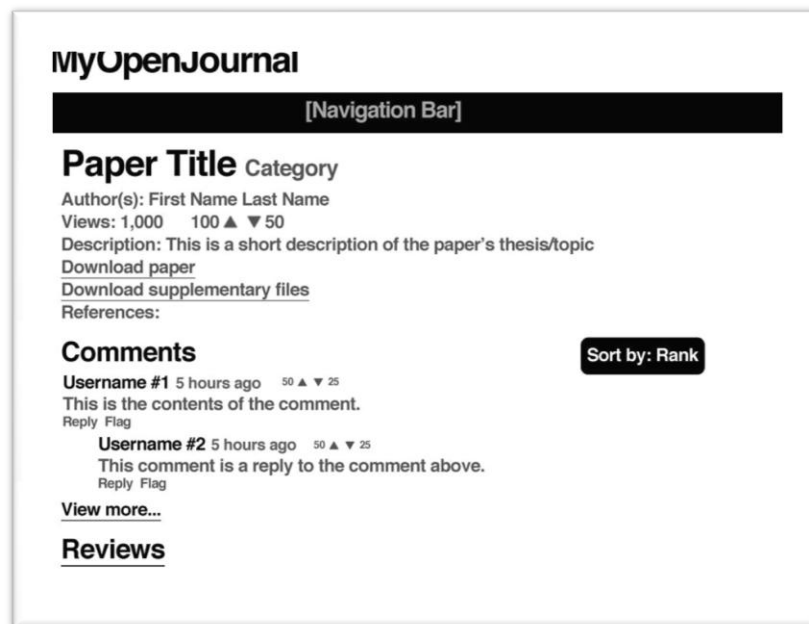 MyOpenJournal
[Navigation Bar]
Paper Title Category
Author(s): First Name Last Name
Views: 1,000 100 ▲ ▼ 50
Description: This is a short description of the paper's thesis/topic
Download paper
Download supplementary files
References:
Comments
Sort by: Rank
Username #1 5 hours ago 50 ▲ ▼ 25
This is the contents of the comment.
Reply Flag
Username #2 5 hours ago 50 ▲ ▼ 25
This comment is a reply to the comment above.
Reply Flag
View more...
Reviews